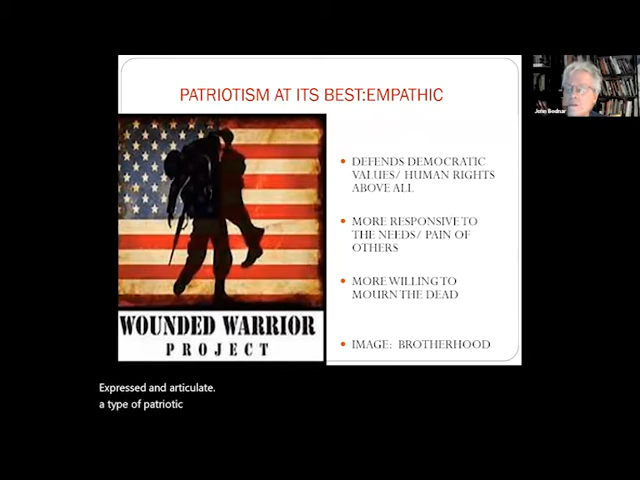 PATRIOTISM AT ITS BEST:EMPATHIC
WOUNDED WARRIOR
PROJECT
• DEFENDS DEMOCRATIC
VALUES/ HUMAN RIGHTS
ABOVE ALL
• MORE RESPONSIVE TO
THE NEEDS/ PAIN OF
OTHERS
• MORE WILLING TO
MOURN THE DEAD
• IMAGE: BROTHERHOOD
John Bodnar
Expressed and articulate.
a type of patriotic